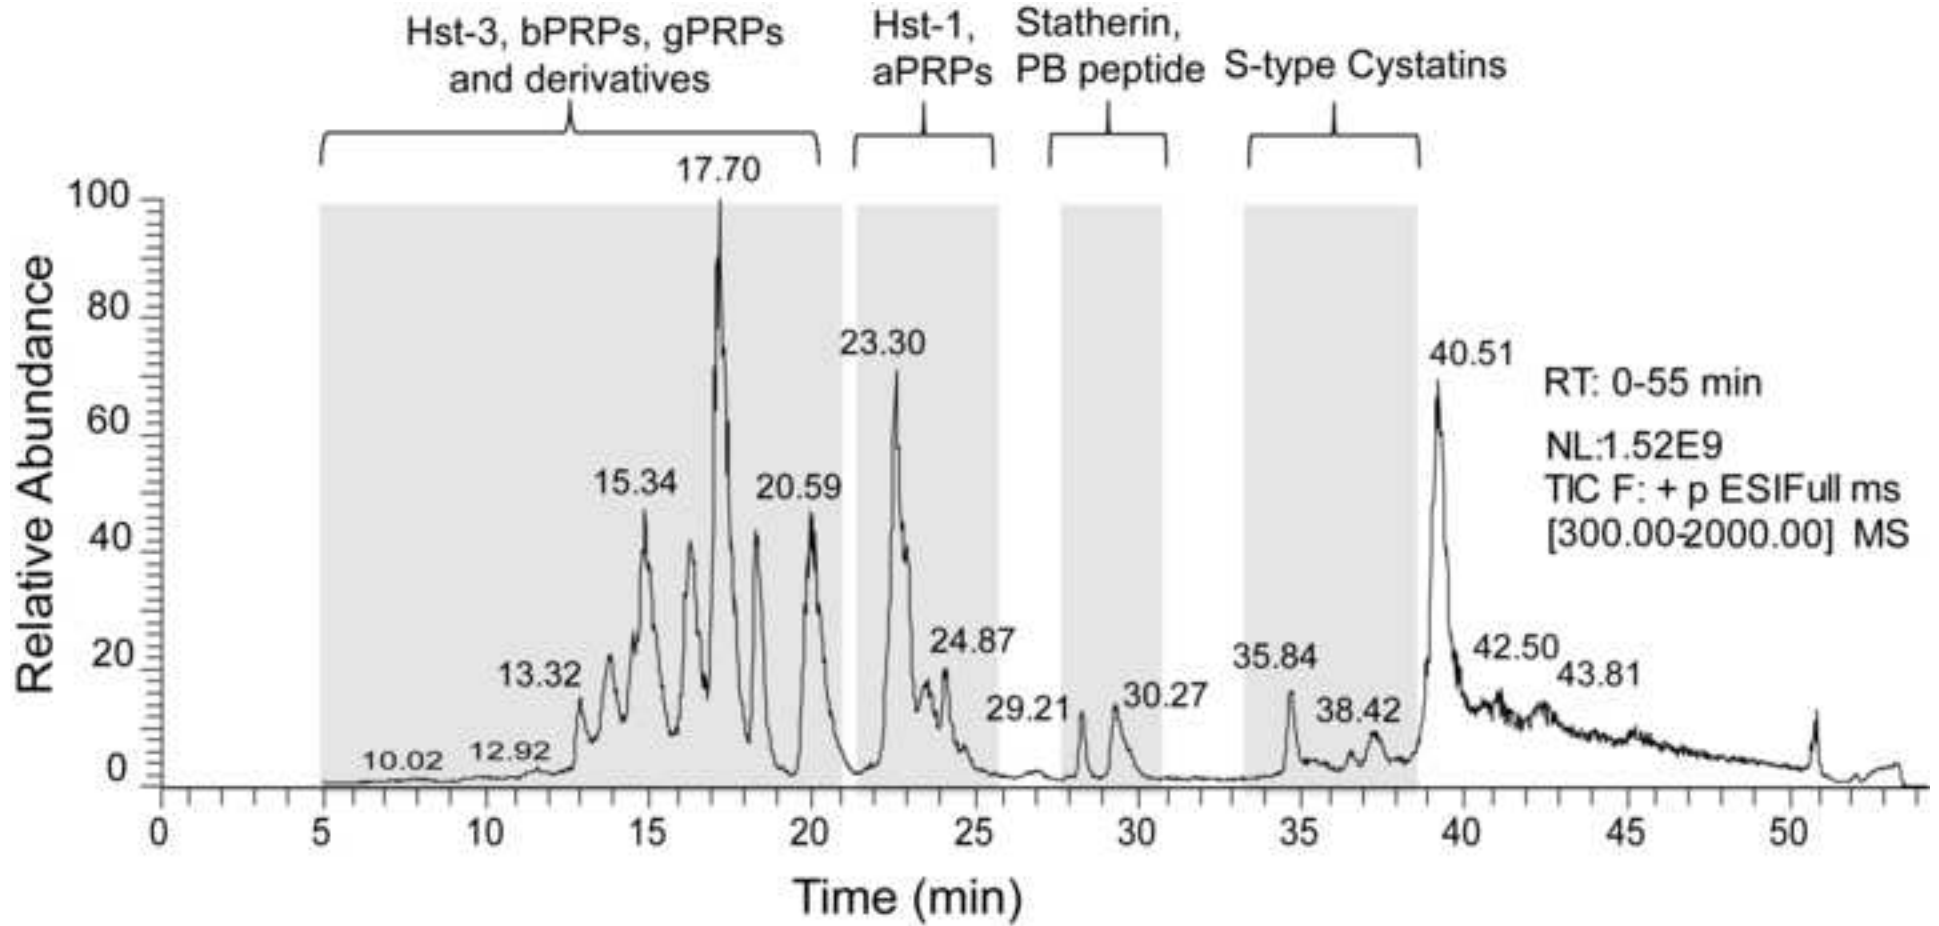 Hst-3, bPRPs, gPRPs
and derivatives
Hst-1,
aPRPs
Statherin,
PB peptide
S-type Cystatins
17.70
100
80
60
40
20
0
Relative Abundance
23.30
40.51
15.34
20.59
13.32
10.02
12.92
24.87
29.21
30.27
35.84
38.42
42.50
43.81
RT: 0-55 min
NL:1.52E9
TIC F: + p ESIFull ms
[300.00-2000.00] MS
0 5 10 15 20 25 30 35 40 45 50
Time (min)